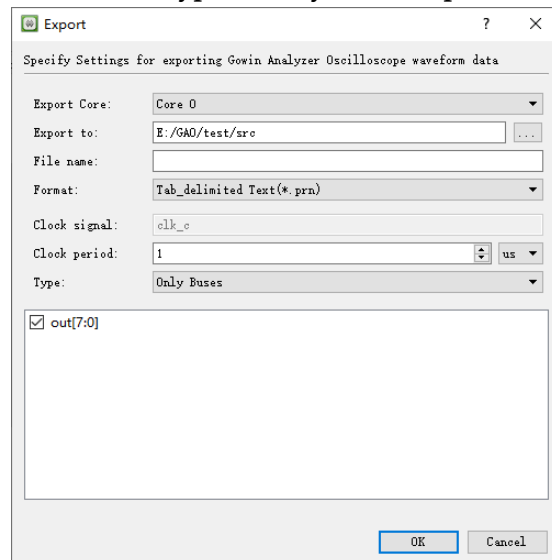 Export
Specify Settings for exporting Gowin Analyzer Oscilloscope waveform data
Export Core: Core 0
Export to: E:/GAO/test/src ...
File name:
Format: Tab_delimited Text(*.prn)
Clock signal: clk_c
Clock period: 1 us
Type: Only Buses
out[7:0]
OK Cancel